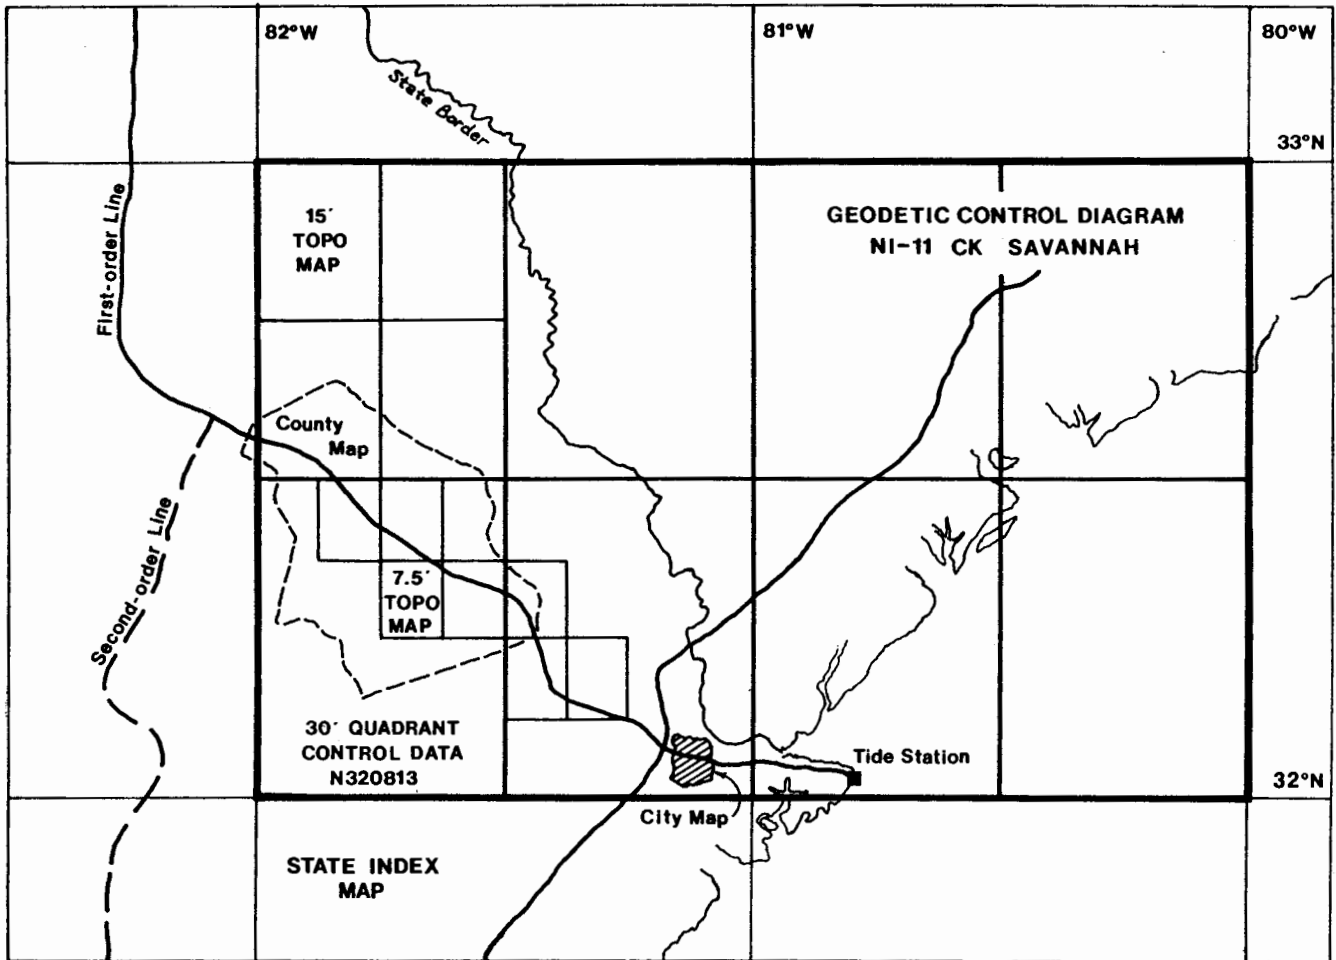 82°W
81°W
80°W
State Border
33°N
First-order Line
15´
TOPO
MAP
GEODETIC CONTROL DIAGRAM
NI-11 CK SAVANNAH
County
Map
Second-order Line
7.5´
TOPO
MAP
30´ QUADRANT
CONTROL DATA
N320813
Tide Station
32°N
City Map
STATE INDEX
MAP